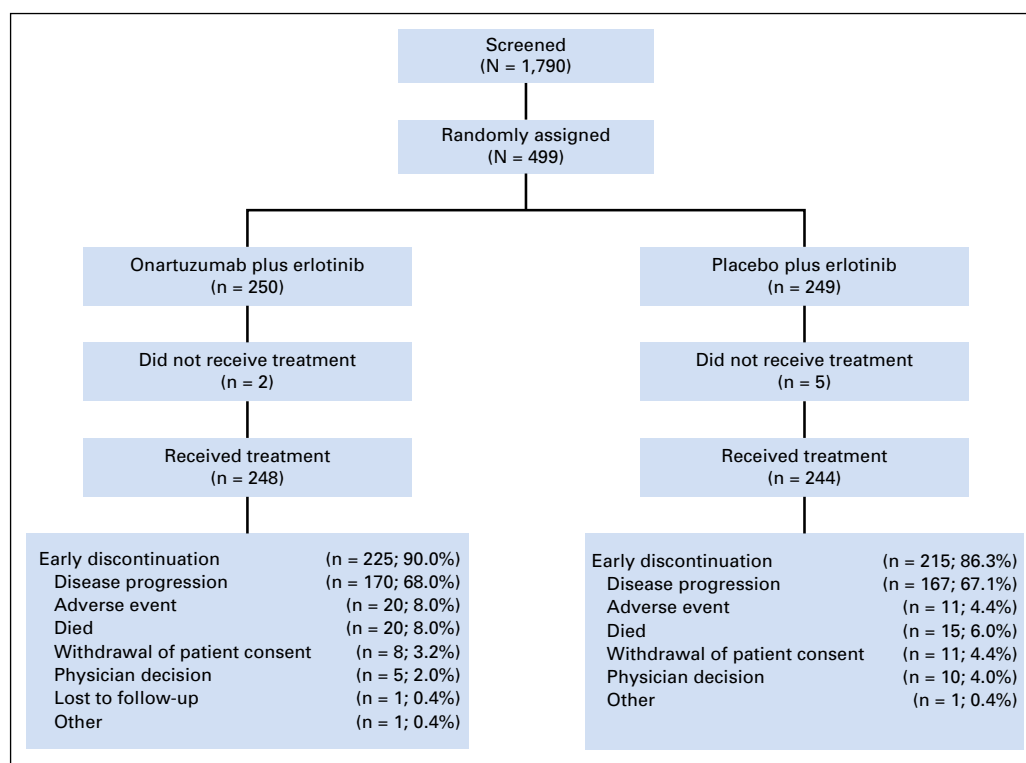 Screened
(N = 1,790)
Randomly assigned
(N = 499)
Onartuzumab plus erlotinib
(n = 250)
Placebo plus erlotinib
(n = 249)
Did not receive treatment
(n = 2)
Did not receive treatment
(n = 5)
Received treatment
(n = 248)
Received treatment
(n = 244)
Early discontinuation (n = 225; 90.0%)
Disease progression (n = 170; 68.0%)
Adverse event (n = 20; 8.0%)
Died (n = 20; 8.0%)
Withdrawal of patient consent (n = 8; 3.2%)
Physician decision (n = 5; 2.0%)
Lost to follow-up (n = 1; 0.4%)
Other (n = 1; 0.4%)
Early discontinuation (n = 215; 86.3%)
Disease progression (n = 167; 67.1%)
Adverse event (n = 11; 4.4%)
Died (n = 15; 6.0%)
Withdrawal of patient consent (n = 11; 4.4%)
Physician decision (n = 10; 4.0%)
Other (n = 1; 0.4%)